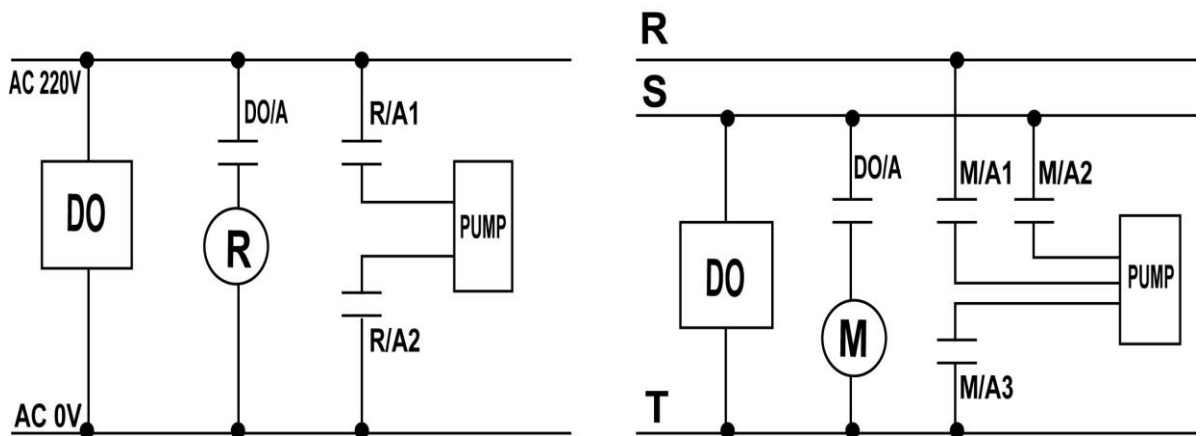 AC 220V
DO/A
R/A1
DO
R
PUMP
R/A2
AC 0V
R
S
DO/A
M/A1
M/A2
DO
M
PUMP
M/A3
T